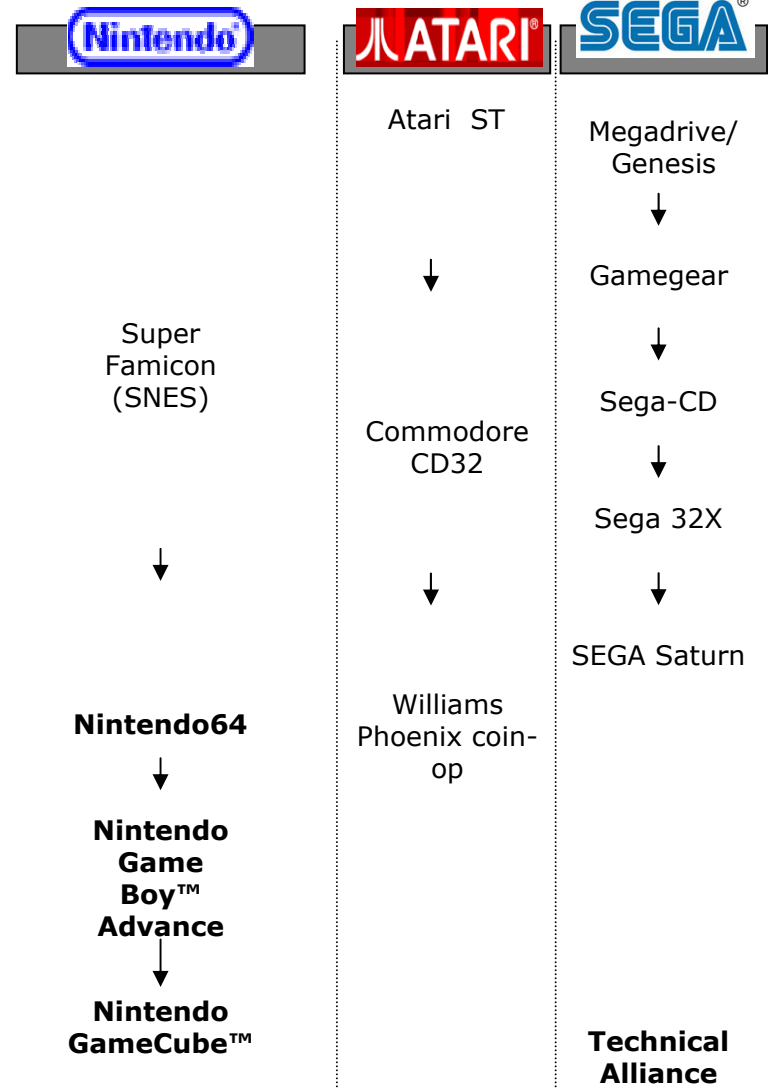 Nintendo®
ATARI®
SEGA®
Super
Famicon
(SNES)
Nintendo64
Nintendo
Game
Boy™
Advance
Nintendo
GameCube™
Atari ST
Commodore
CD32
Williams
Phoenix coin-
op
Megadrive/
Genesis
Gamegear
Sega-CD
Sega 32X
SEGA Saturn
Technical
Alliance